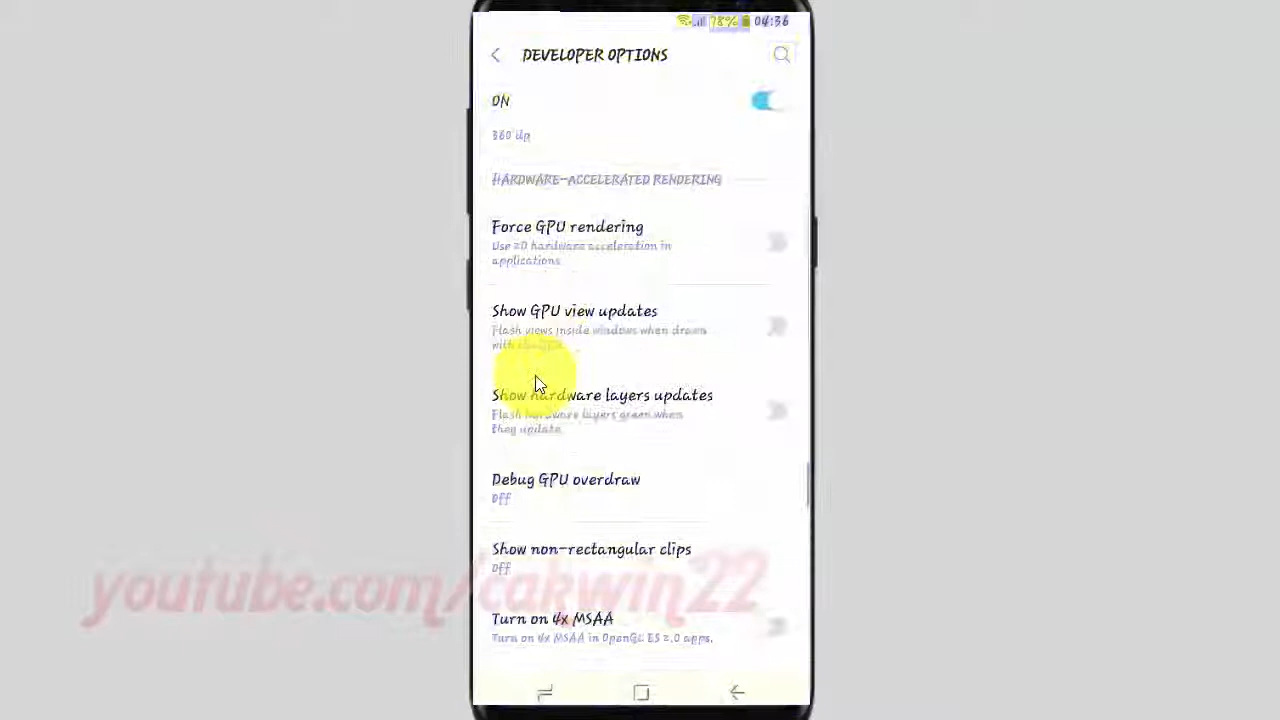 78% 04:36
DEVELOPER OPTIONS
ON
360 dp
HARDWARE-ACCELERATED RENDERING
Force GPU rendering
Use 2D hardware acceleration in
applications.
Show GPU view updates
Flash views inside windows when drawn
with
Show hardware layers updates
Flash hardware layers green when
they update.
Debug GPU overdraw
Off
Show non-rectangular clips
Off
youtube.com/cakwin22
Turn on 4x MSAA
Turn on 4x MSAA in OpenGL ES 2.0 apps.